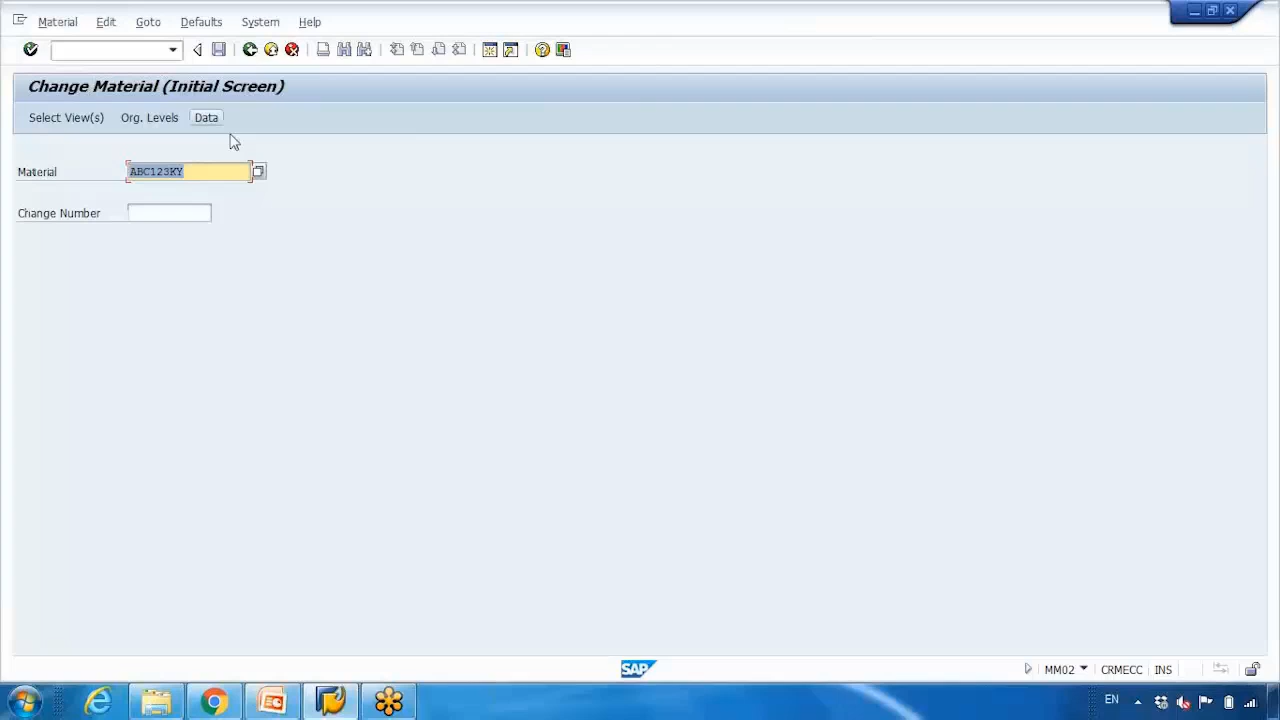 Material Edit Goto Defaults System Help
Change Material (Initial Screen)
Select View(s) Org. Levels Data
Material ABC123KY
Change Number
SAP MM02 CRMECC INS
EN